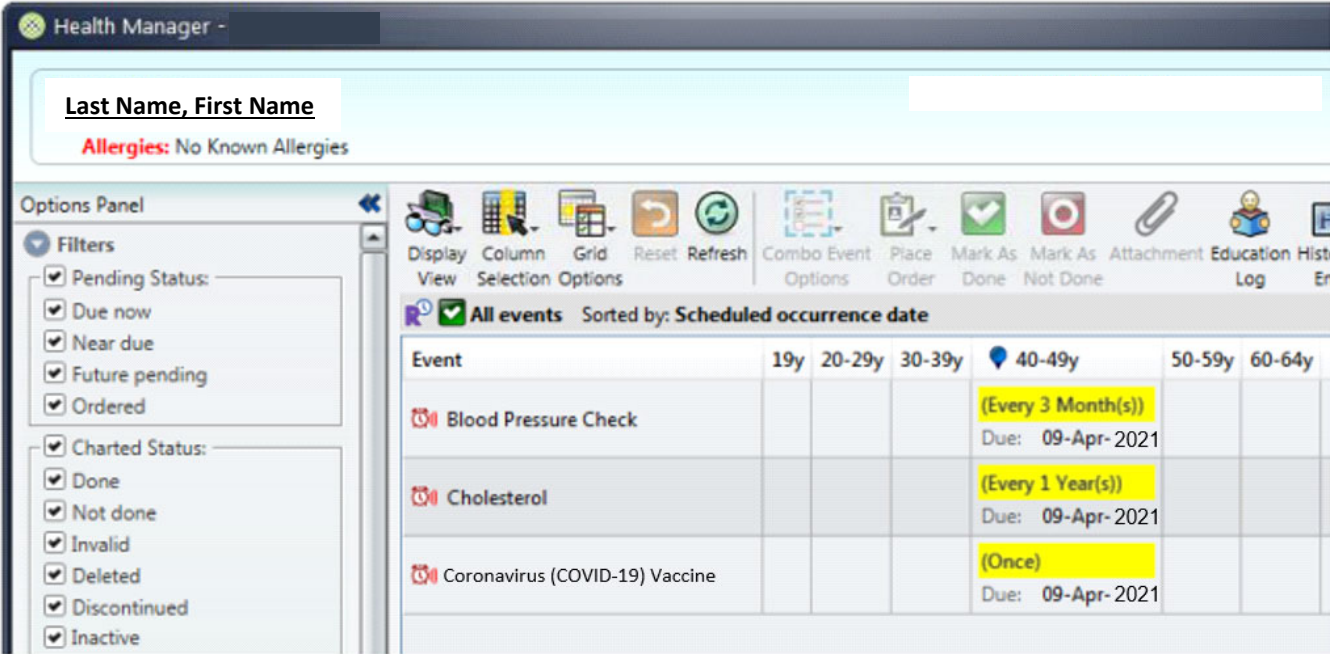 Health Manager -
Last Name, First Name
Allergies: No Known Allergies
Options Panel
Filters
Pending Status:
Due now
Near due
Future pending
Ordered
Charted Status:
Done
Not done
Invalid
Deleted
Discontinued
Inactive
Display View
Column Selection
Grid Options
Reset
Refresh
Combo Event Options
Place Order
Mark As Done
Mark As Not Done
Attachment
Education Log
All events Sorted by: Scheduled occurrence date
Event 19y 20-29y 30-39y 40-49y 50-59y 60-64y
Blood Pressure Check
(Every 3 Month(s))
Due: 09-Apr-2021
Cholesterol
(Every 1 Year(s))
Due: 09-Apr-2021
Coronavirus (COVID-19) Vaccine
(Once)
Due: 09-Apr-2021